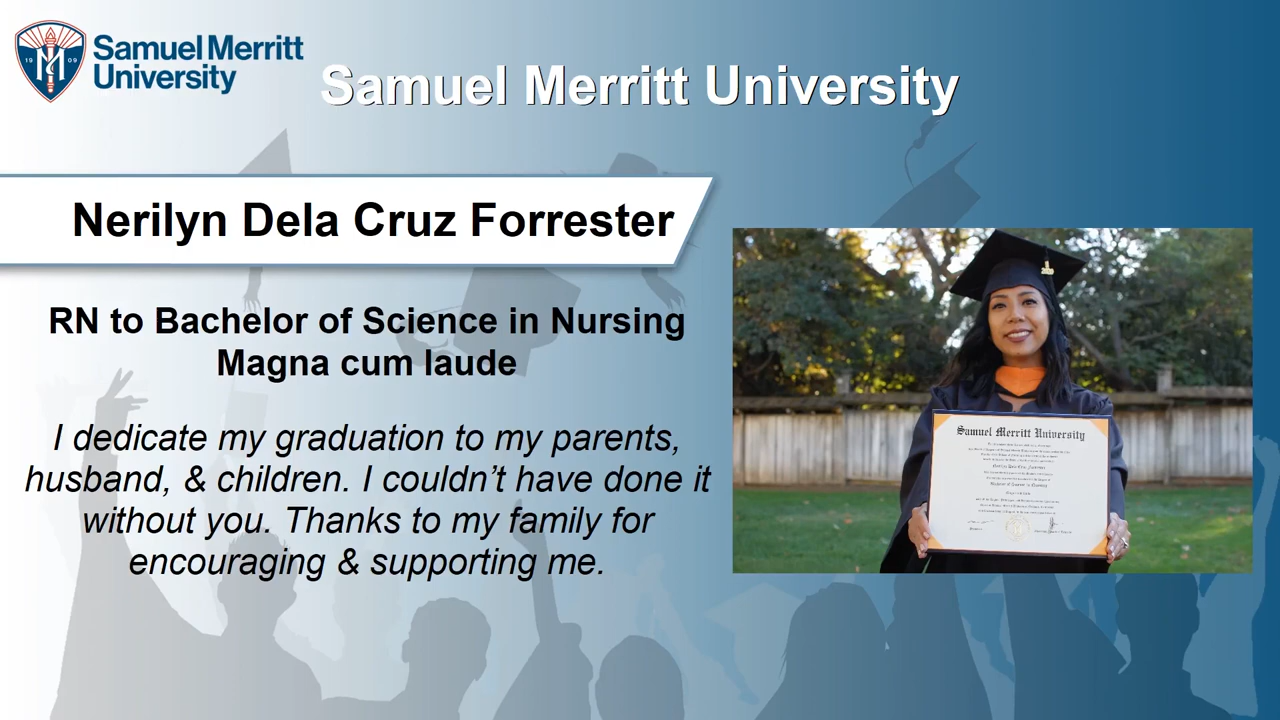 Samuel Merritt
University
19 09
Samuel Merritt University
Nerilyn Dela Cruz Forrester
RN to Bachelor of Science in Nursing
Magna cum laude
I dedicate my graduation to my parents,
husband, & children. I couldn’t have done it
without you. Thanks to my family for
encouraging & supporting me.
Samuel Merritt University